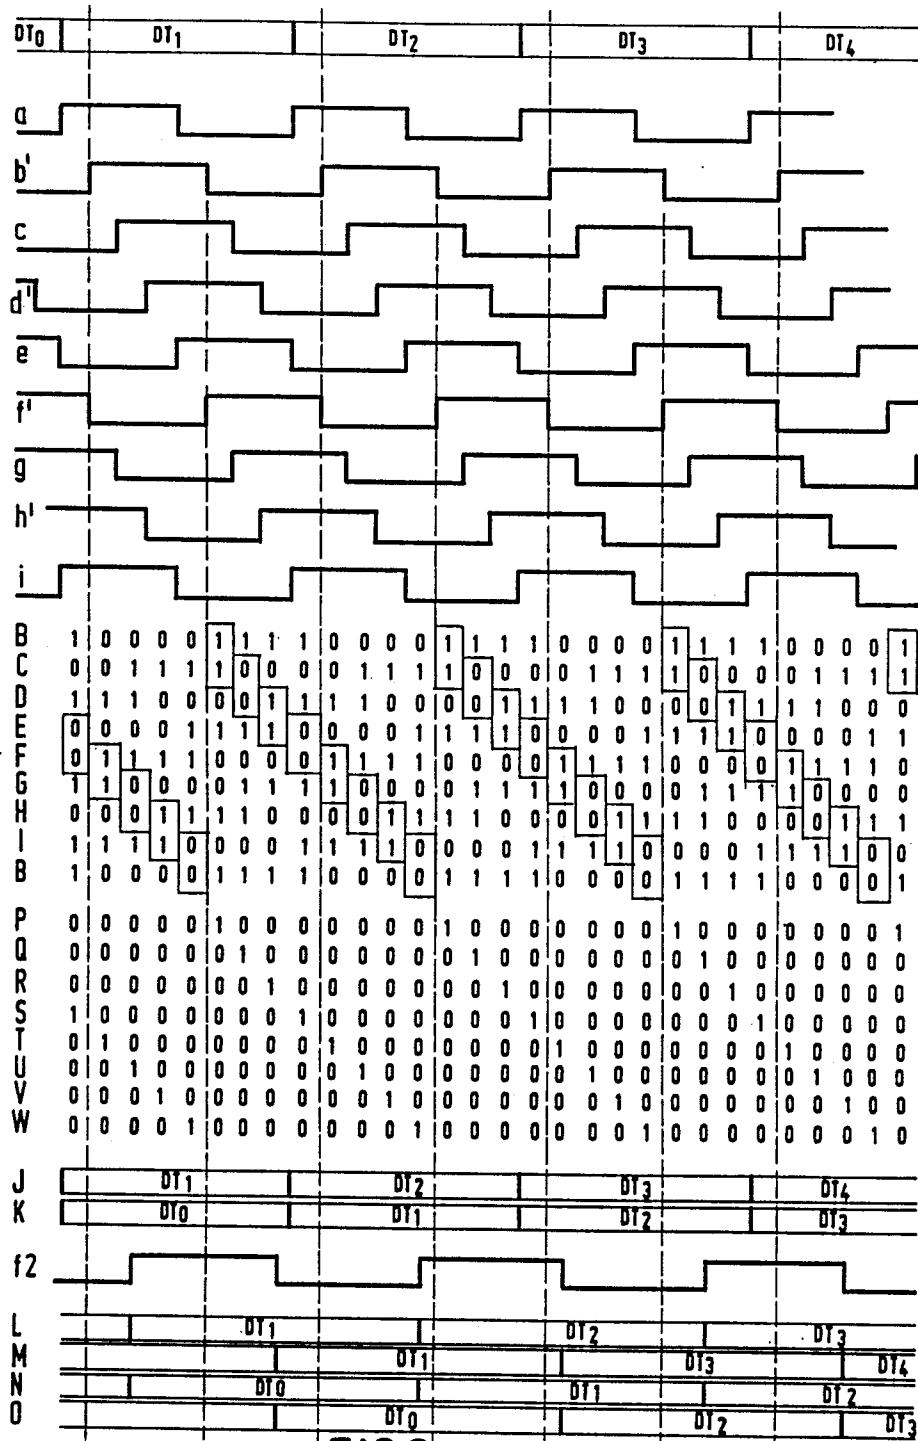 DT0 DT1 DT2 DT3 DT4
a
b'
c
d'
e
f'
g
h'
i
B 1 0 0 0 0 1 1 1 1 0 0 0 0 1 1 1 1 0 0 0 0 1 1 1 1 0 0 0 0 1
C 0 0 1 1 1 1 0 0 0 0 1 1 1 1 0 0 0 0 1 1 1 1 0 0 0 0 1 1 1 1
D 1 1 1 0 0 0 0 1 1 1 1 0 0 0 0 1 1 1 1 0 0 0 0 1 1 1 1 0 0 0
E 0 0 0 0 1 1 1 1 0 0 0 0 1 1 1 1 0 0 0 0 1 1 1 1 0 0 0 0 1 1
F 0 1 1 1 1 0 0 0 0 1 1 1 1 0 0 0 0 1 1 1 1 0 0 0 0 1 1 1 1 0
G 1 1 0 0 0 0 1 1 1 1 0 0 0 0 1 1 1 1 0 0 0 0 1 1 1 1 0 0 0 0
H 0 0 0 1 1 1 1 0 0 0 0 1 1 1 1 0 0 0 0 1 1 1 1 0 0 0 0 1 1 1
I 1 1 1 1 0 0 0 0 1 1 1 1 0 0 0 0 1 1 1 1 0 0 0 0 1 1 1 1 0 0
B 1 0 0 0 0 1 1 1 1 0 0 0 0 1 1 1 1 0 0 0 0 1 1 1 1 0 0 0 0 1
P 0 0 0 0 0 1 0 0 0 0 0 0 0 1 0 0 0 0 0 0 0 1 0 0 0 0 0 0 0 1
Q 0 0 0 0 0 0 1 0 0 0 0 0 0 0 1 0 0 0 0 0 0 0 1 0 0 0 0 0 0 0
R 0 0 0 0 0 0 0 1 0 0 0 0 0 0 0 1 0 0 0 0 0 0 0 1 0 0 0 0 0 0
S 1 0 0 0 0 0 0 0 1 0 0 0 0 0 0 0 1 0 0 0 0 0 0 0 1 0 0 0 0 0
T 0 1 0 0 0 0 0 0 0 1 0 0 0 0 0 0 0 1 0 0 0 0 0 0 0 1 0 0 0 0
U 0 0 1 0 0 0 0 0 0 0 1 0 0 0 0 0 0 0 1 0 0 0 0 0 0 0 1 0 0 0
V 0 0 0 1 0 0 0 0 0 0 0 1 0 0 0 0 0 0 0 1 0 0 0 0 0 0 0 1 0 0
W 0 0 0 0 1 0 0 0 0 0 0 0 1 0 0 0 0 0 0 0 1 0 0 0 0 0 0 0 1 0
J DT1 DT2 DT3 DT4
K DT0 DT1 DT2 DT3
f2
L DT1 DT2 DT3
M DT1 DT3 DT4
N DT0 DT1 DT2
O DT0 DT2 DT3